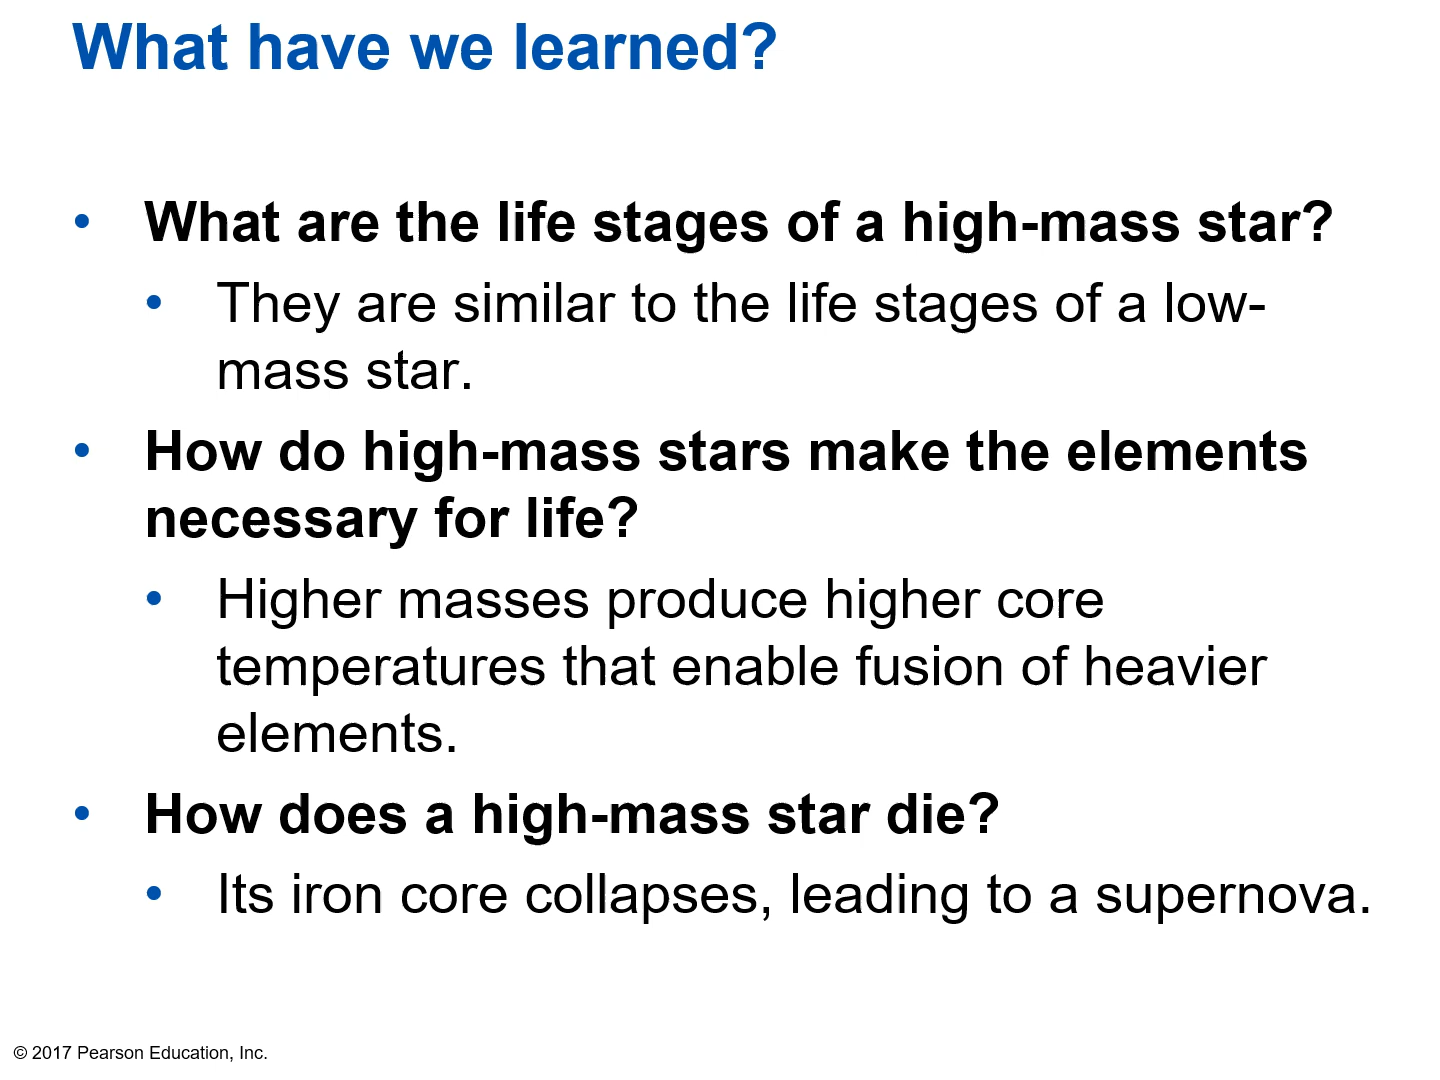 What have we learned?
• What are the life stages of a high-mass star?
• They are similar to the life stages of a low-
mass star.
• How do high-mass stars make the elements
necessary for life?
• Higher masses produce higher core
temperatures that enable fusion of heavier
elements.
• How does a high-mass star die?
• Its iron core collapses, leading to a supernova.
© 2017 Pearson Education, Inc.